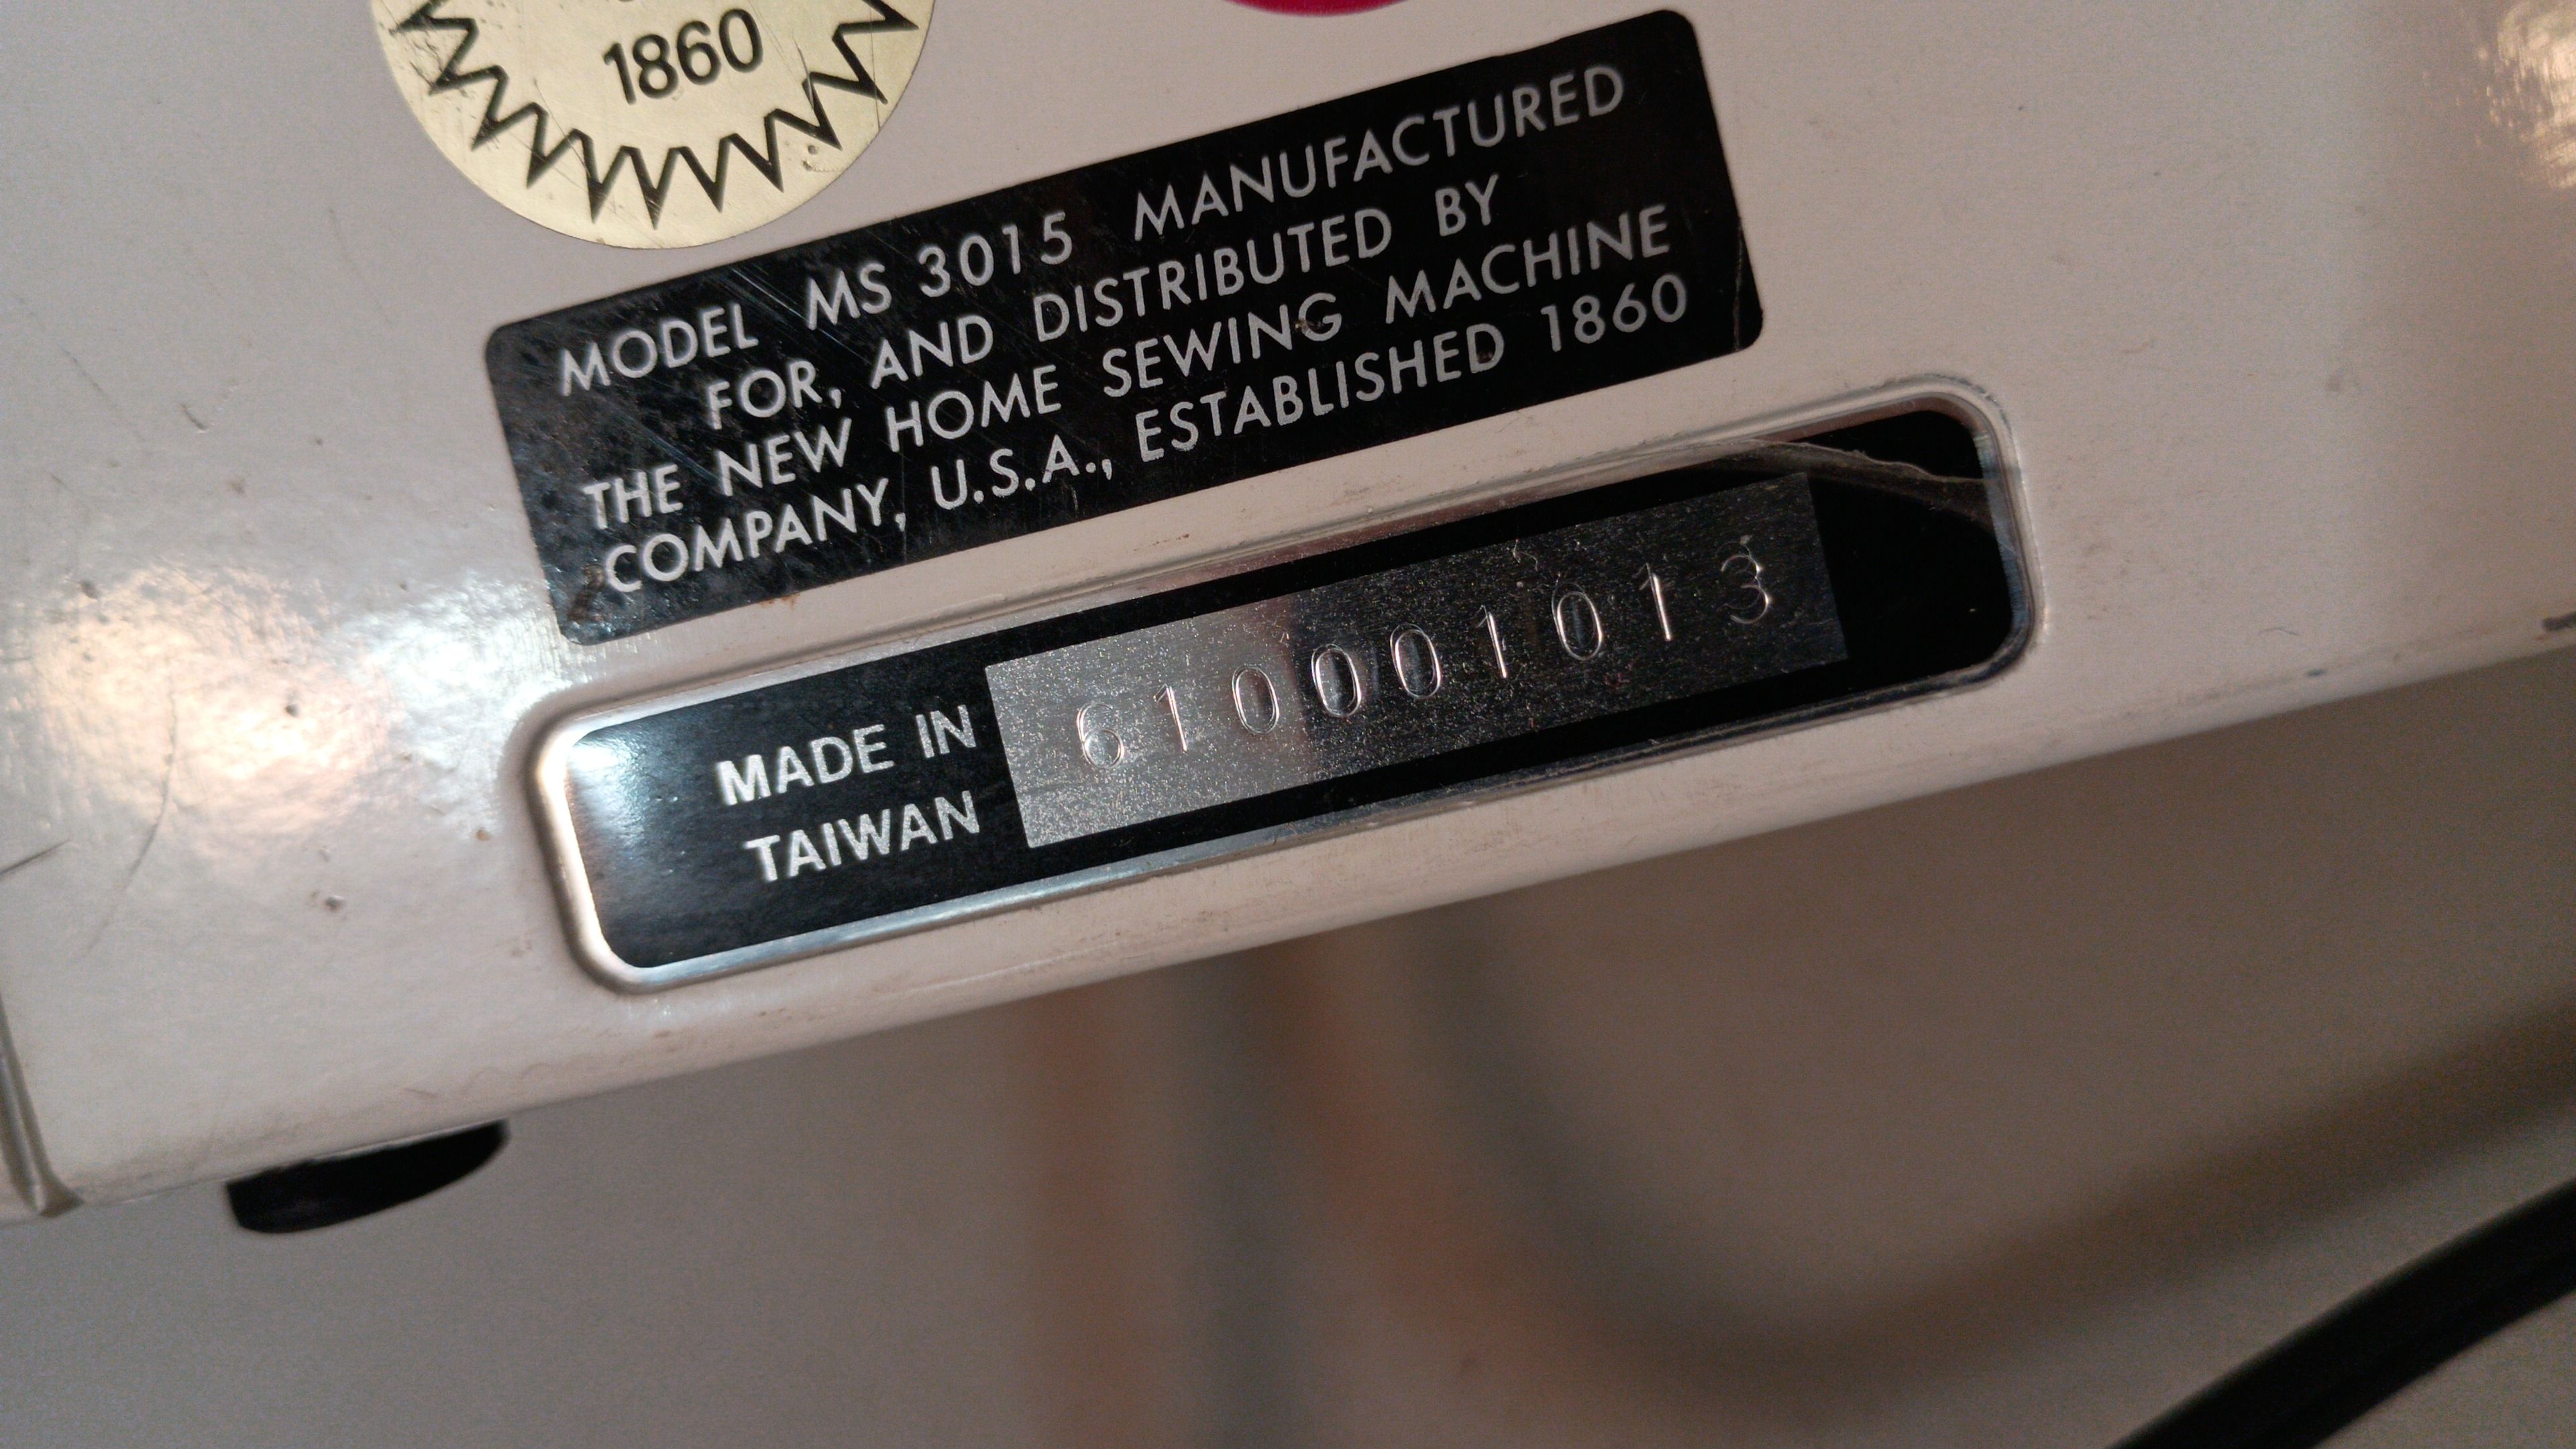 1860
MODEL MS 3015 MANUFACTURED
FOR, AND DISTRIBUTED BY
THE NEW HOME SEWING MACHINE
COMPANY, U.S.A., ESTABLISHED 1860
MADE IN
TAIWAN
610001013